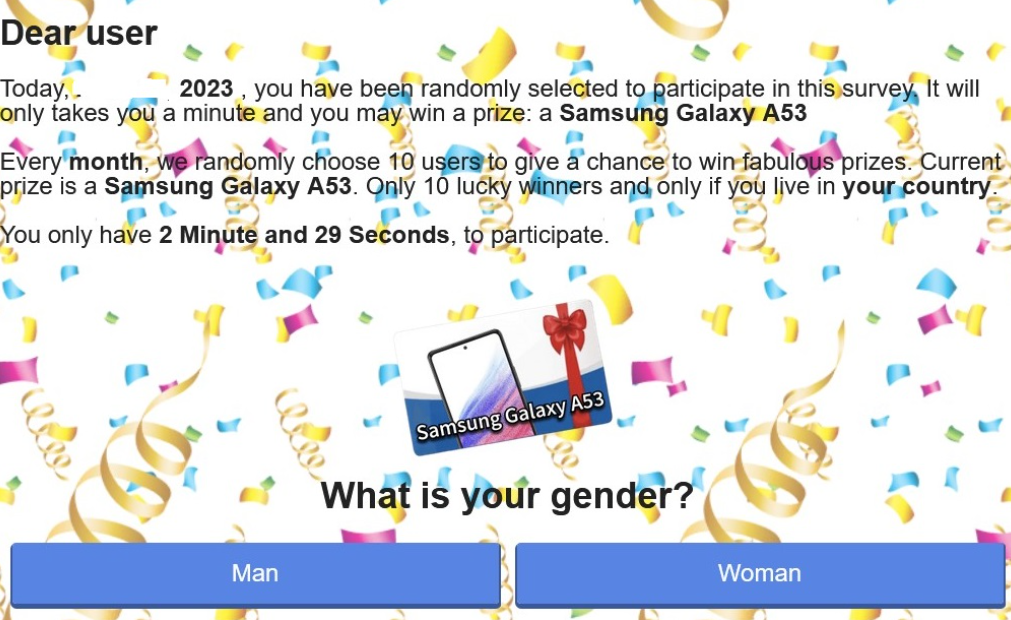 Dear user
Today, 2023 , you have been randomly selected to participate in this survey. It will
only takes you a minute and you may win a prize: a Samsung Galaxy A53
Every month, we randomly choose 10 users to give a chance to win fabulous prizes. Current
prize is a Samsung Galaxy A53. Only 10 lucky winners and only if you live in your country.
You only have 2 Minute and 29 Seconds, to participate.
Samsung Galaxy A53
What is your gender?
Man
Woman